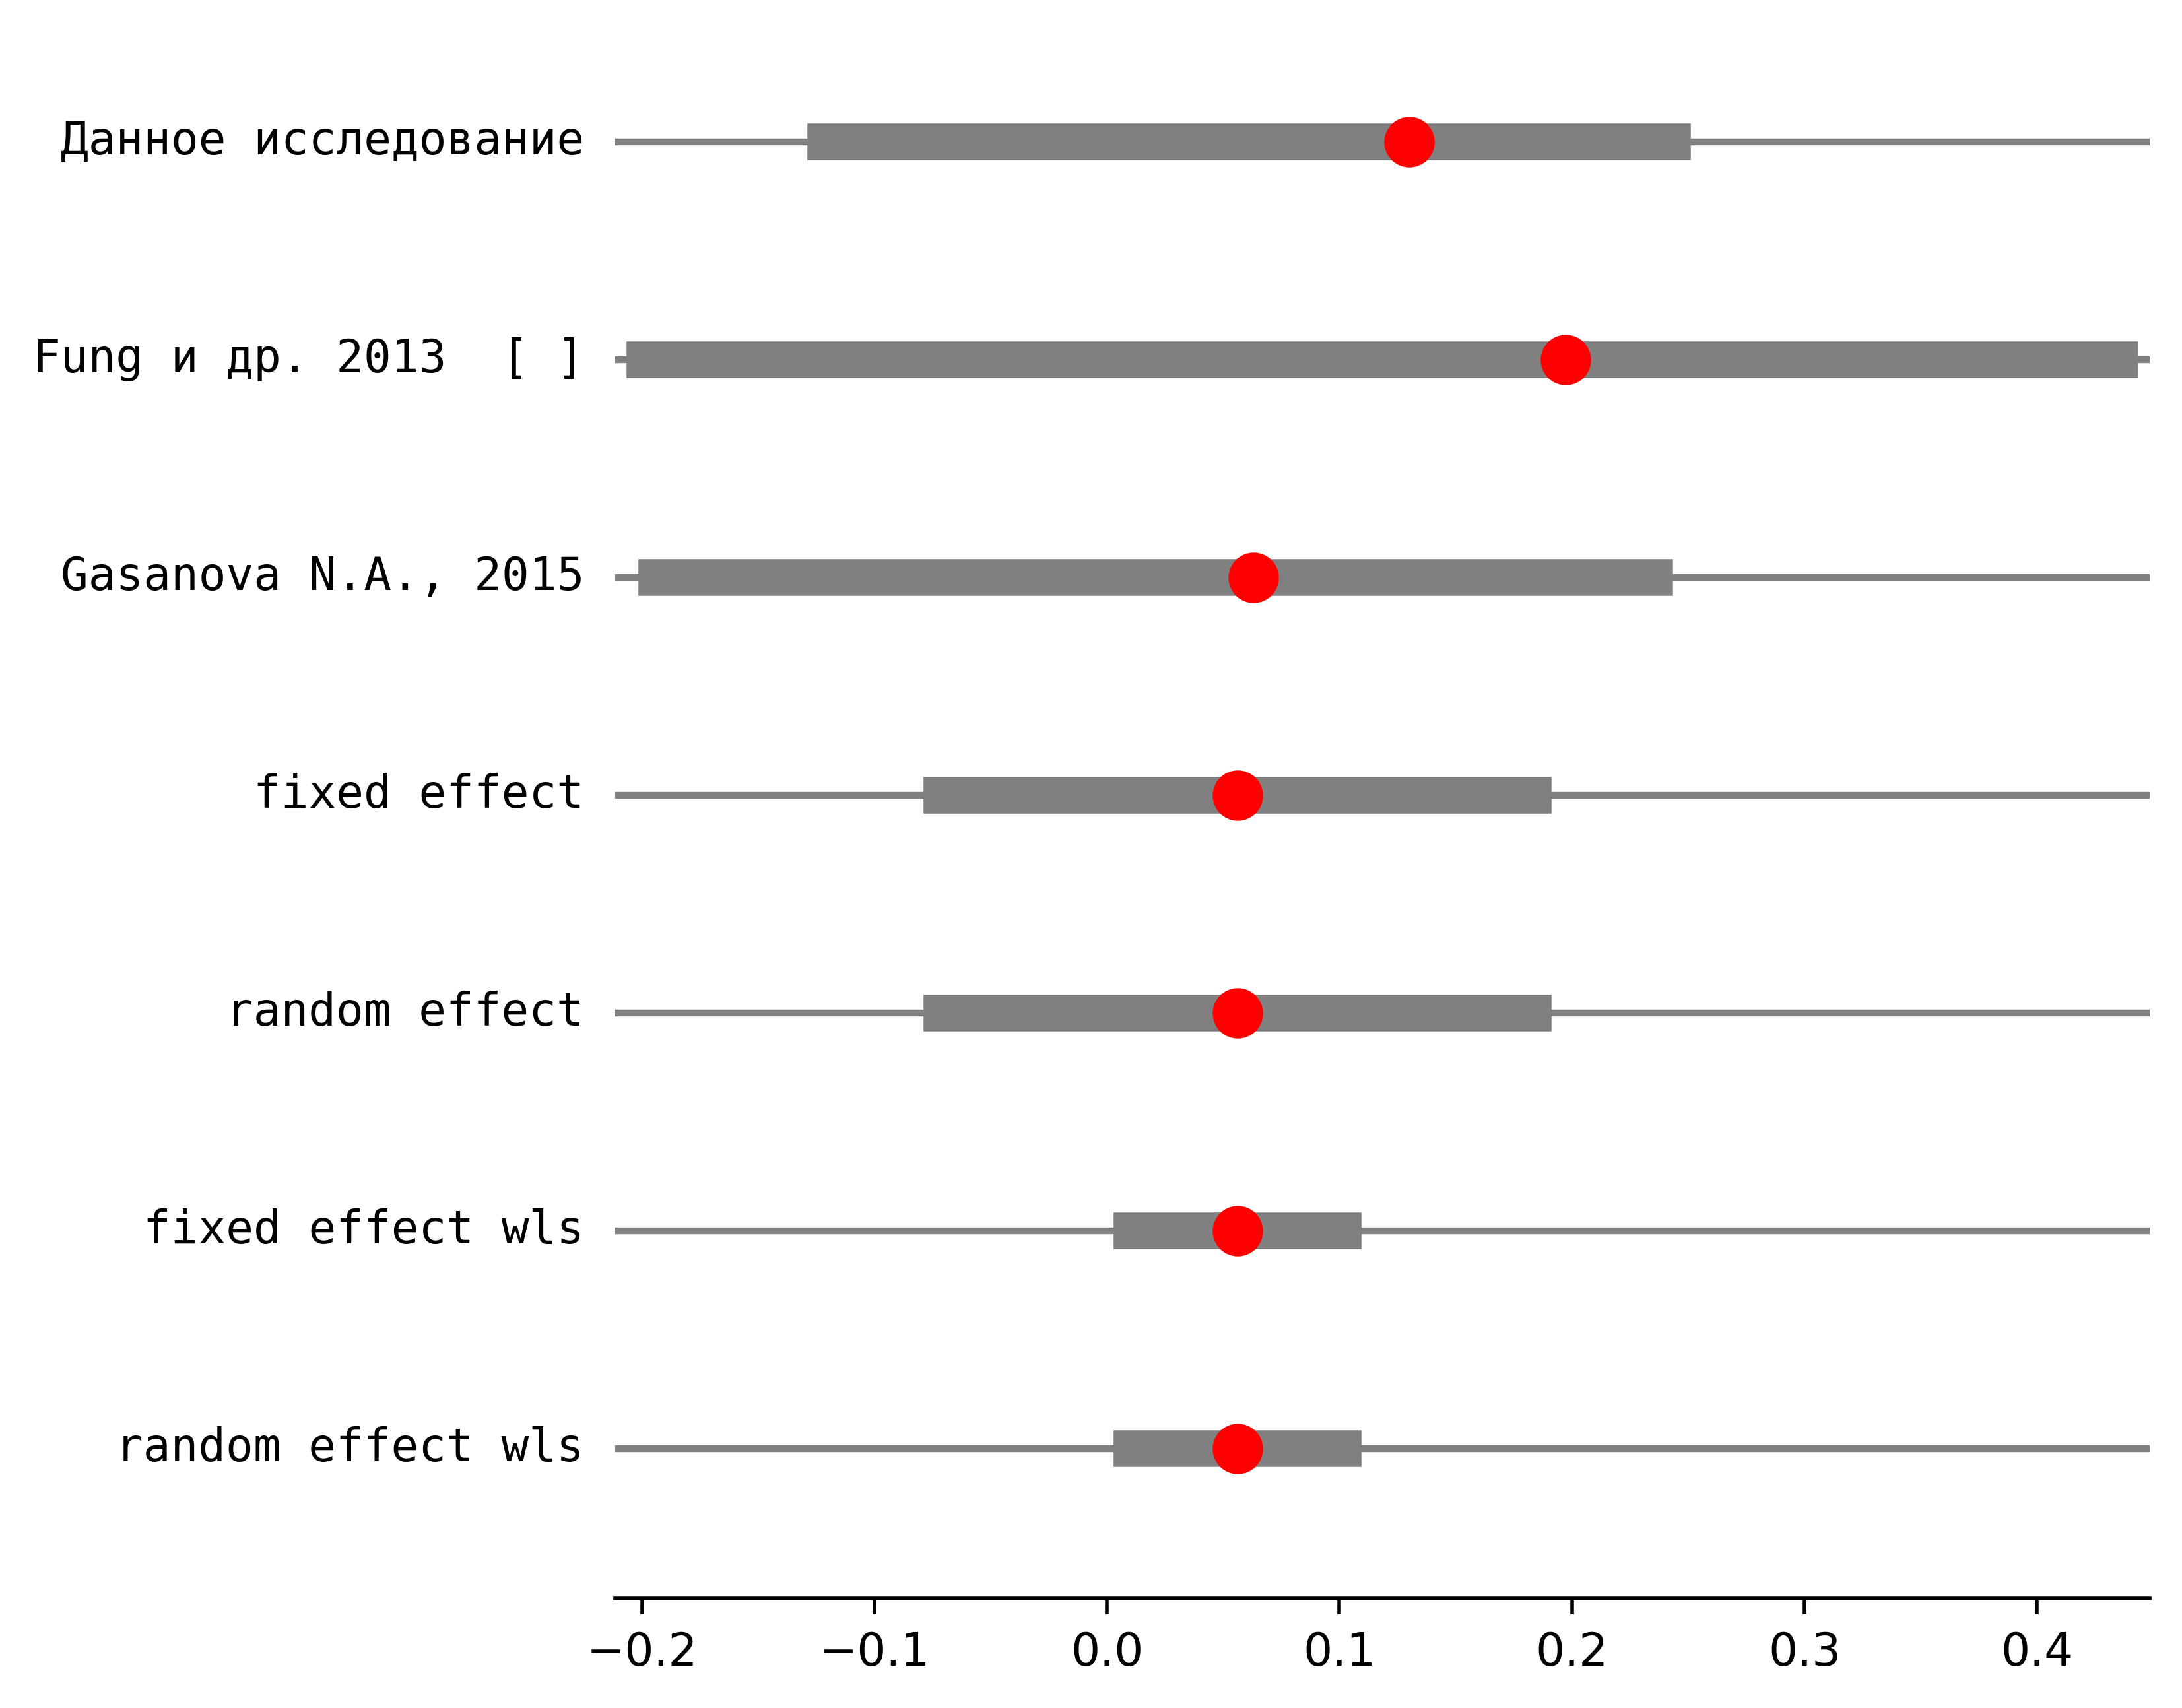 Данное исследование
Fung и др. 2013  [ ]
Gasanova N.A., 2015
fixed effect
random effect
fixed effect wls
random effect wls
−0.2 −0.1 0.0 0.1 0.2 0.3 0.4